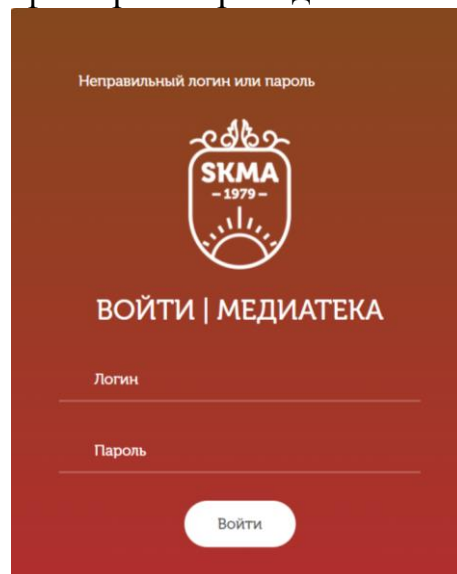 Неправильный логин или пароль
SKMA
– 1979 –
ВОЙТИ | МЕДИАТЕКА
Логин
Пароль
Войти